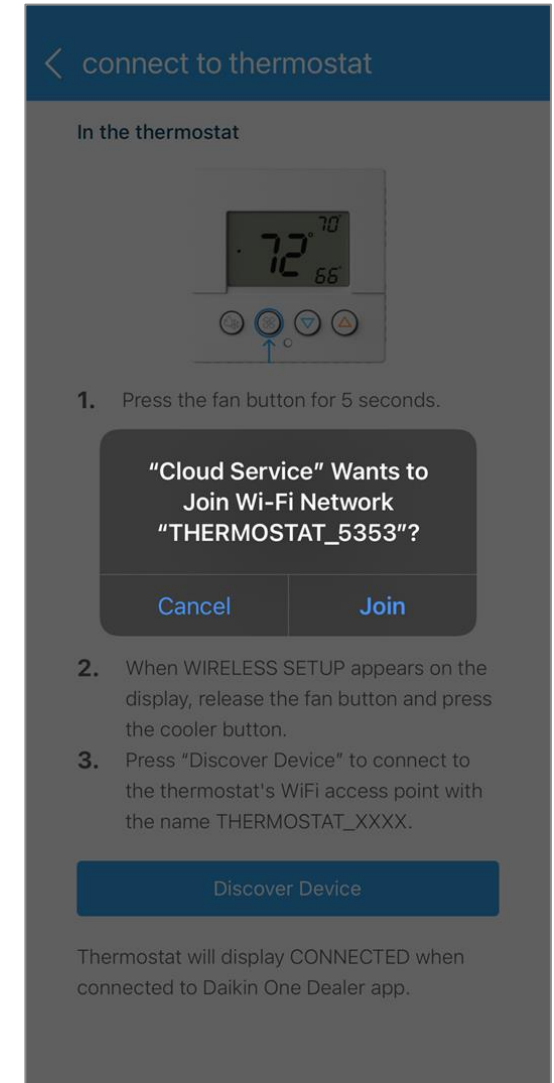 connect to thermostat
In the thermostat
72° 70°
66°
1. Press the fan button for 5 seconds.
“Cloud Service” Wants to
Join Wi-Fi Network
“THERMOSTAT_5353”?
Cancel Join
2. When WIRELESS SETUP appears on the
display, release the fan button and press
the cooler button.
3. Press “Discover Device” to connect to
the thermostat's WiFi access point with
the name THERMOSTAT_XXXX.
Discover Device
Thermostat will display CONNECTED when
connected to Daikin One Dealer app.